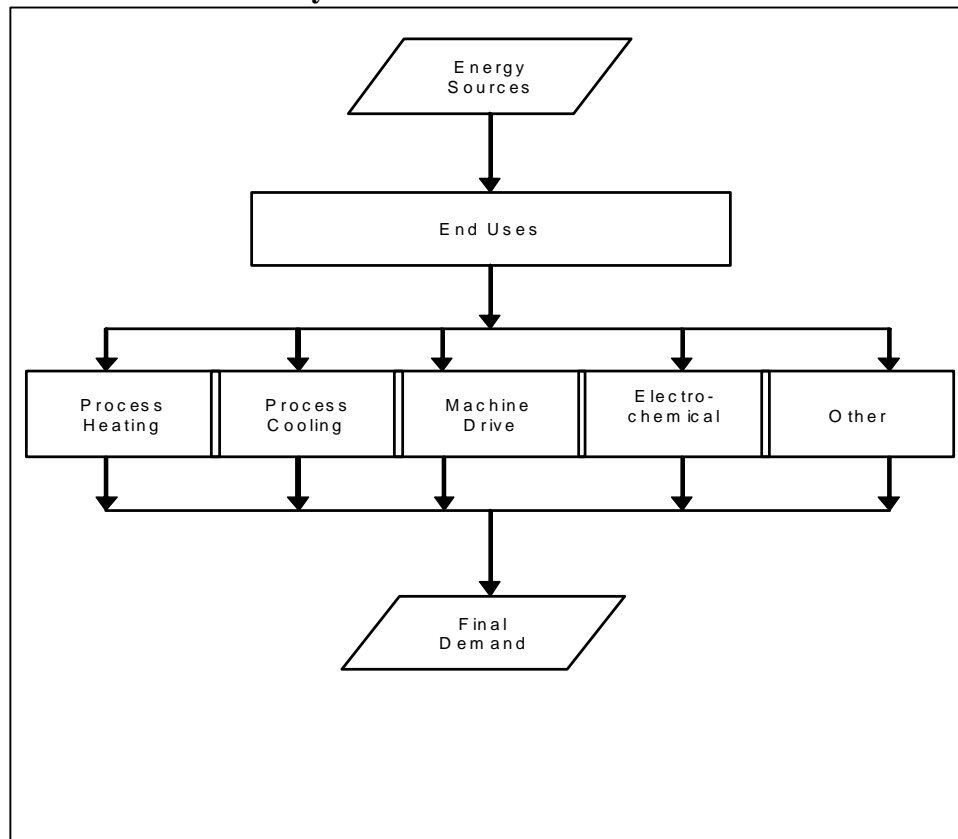 Energy
Sources
End Uses
Process
Heating
Process
Cooling
Machine
Drive
Electro-
chemical
Other
Final
Demand